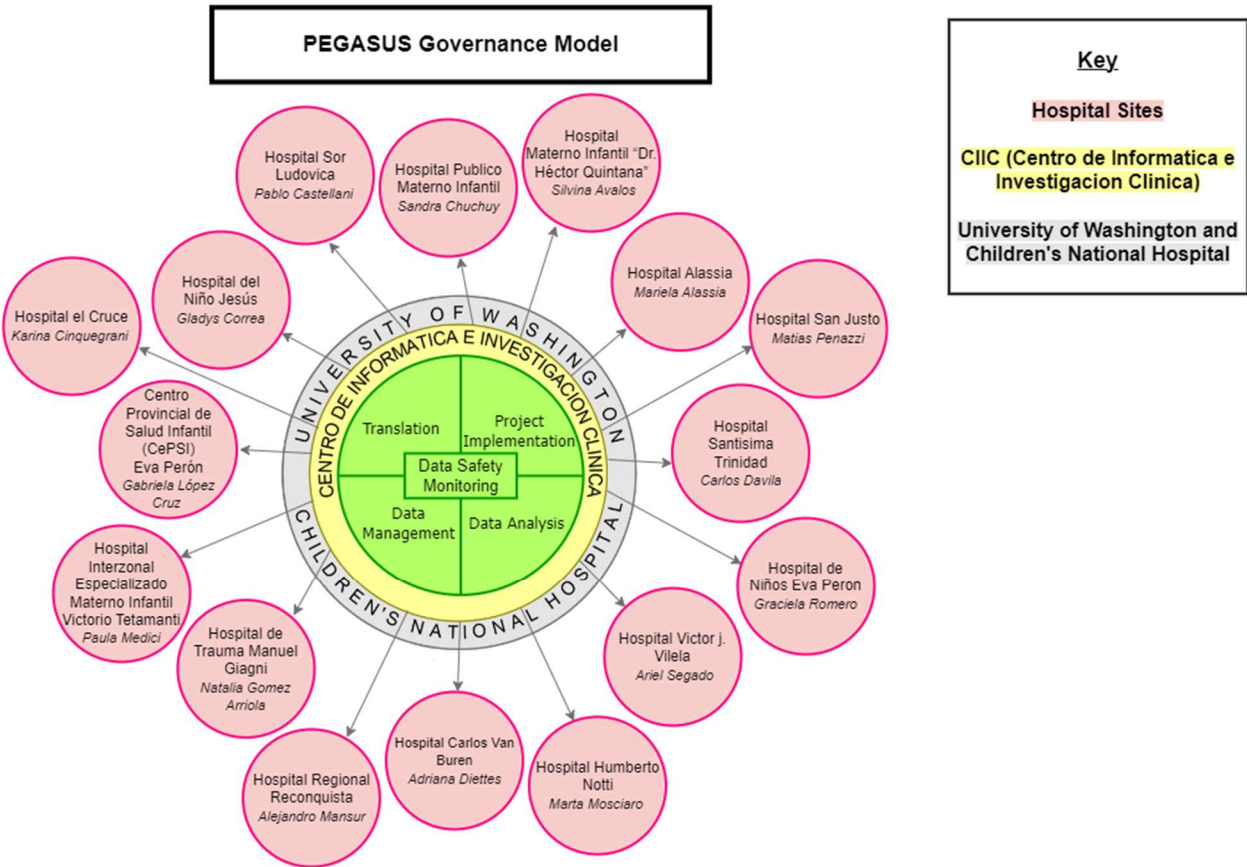 PEGASUS Governance Model
Key
Hospital Sites
CIIC (Centro de Informatica e
Investigacion Clinica)
University of Washington and
Children's National Hospital
Hospital Sor
Ludovica
Pablo Castellani
Hospital Publico
Materno Infantil
Sandra Chuchuy
Hospital
Materno Infantil “Dr.
Héctor Quintana”
Silvina Avalos
Hospital del
Niño Jesús
Gladys Correa
Hospital Alassia
Mariela Alassia
Hospital el Cruce
Karina Cinquegrani
Hospital San Justo
Matias Penazzi
Centro
Provincial de
Salud Infantil
(CePSI)
Eva Perón
Gabriela López
Cruz
Hospital
Santisima
Trinidad
Carlos Davila
UNIVERSITY OF WASHINGTON
CENTRO DE INFORMATICA E INVESTIGACION CLINICA
Translation
Project
Implementation
Data Safety
Monitoring
Data
Management
Data Analysis
CHILDREN'S NATIONAL HOSPITAL
Hospital
Interzonal
Especializado
Materno Infantil
Victorio Tetamanti
Paula Medici
Hospital de
Niños Eva Peron
Graciela Romero
Hospital de
Trauma Manuel
Giagni
Natalia Gomez
Arriola
Hospital Victor j.
Vilela
Ariel Segado
Hospital Regional
Reconquista
Alejandro Mansur
Hospital Carlos Van
Buren
Adriana Diettes
Hospital Humberto
Notti
Marta Mosciaro